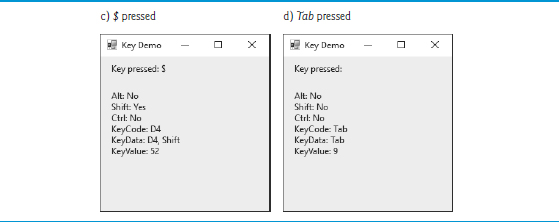 c) $ pressed
Key Demo
Key pressed: $
Alt: No
Shift: Yes
Ctrl: No
KeyCode: D4
KeyData: D4, Shift
KeyValue: 52
d) Tab pressed
Key Demo
Key pressed:
Alt: No
Shift: No
Ctrl: No
KeyCode: Tab
KeyData: Tab
KeyValue: 9